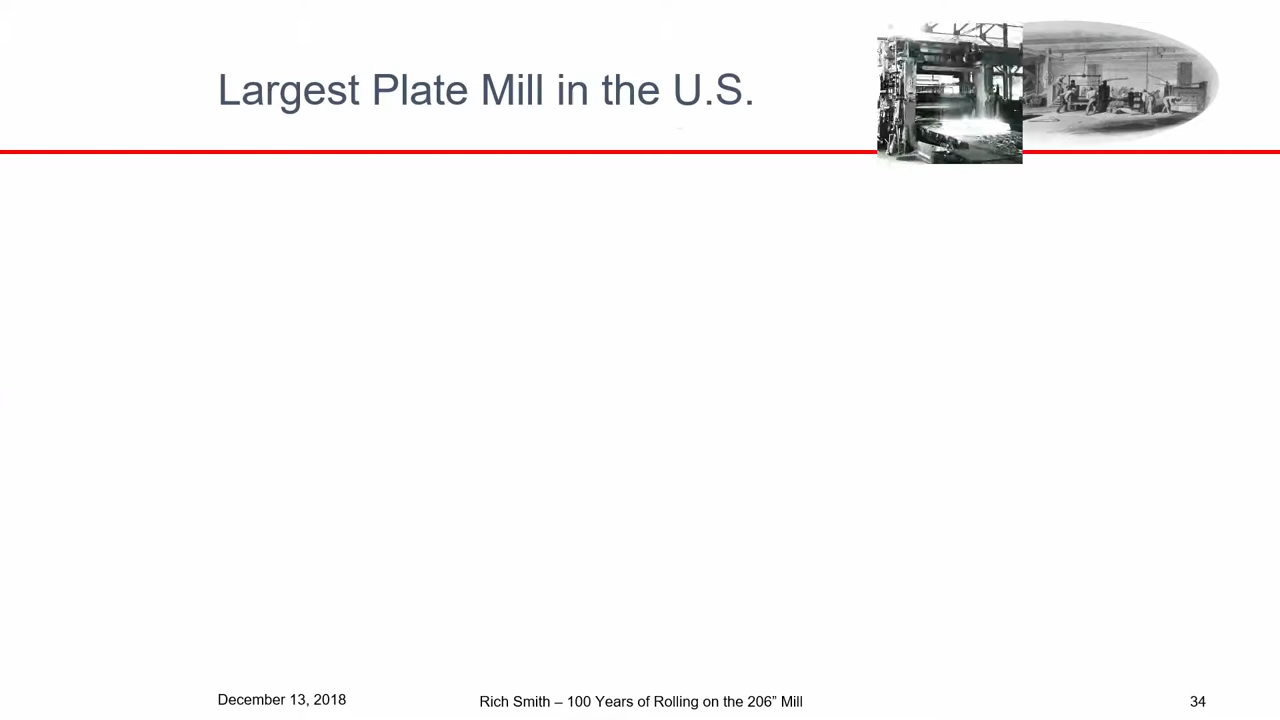 Largest Plate Mill in the U.S.
December 13, 2018
Rich Smith – 100 Years of Rolling on the 206” Mill
34